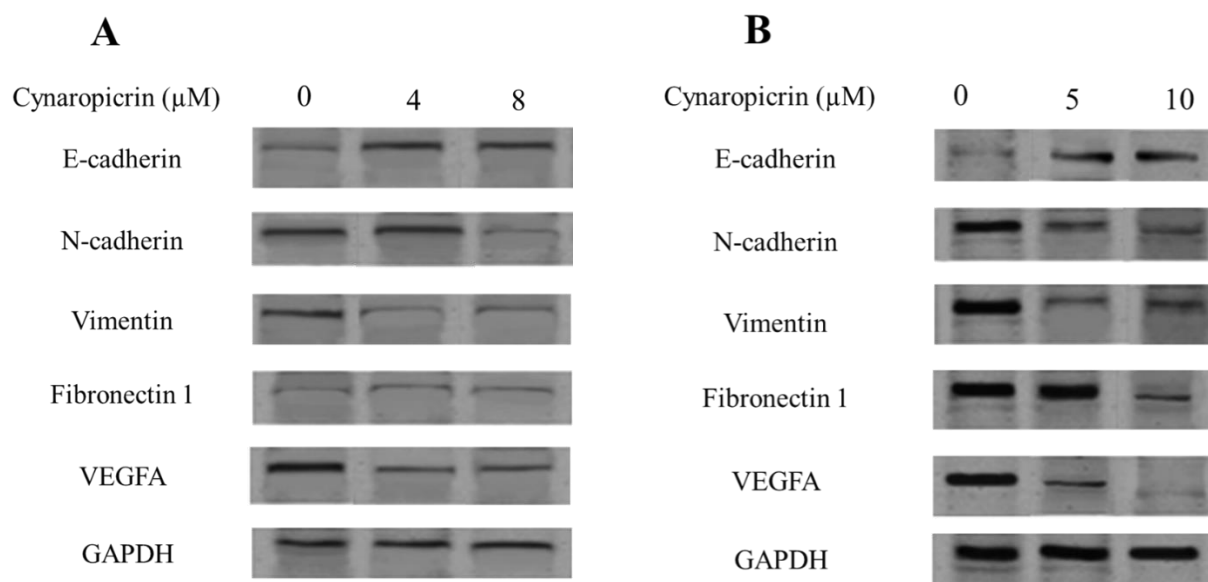 A
Cynaropicrin (µM) 0 4 8
E-cadherin
N-cadherin
Vimentin
Fibronectin 1
VEGFA
GAPDH
B
Cynaropicrin (µM) 0 5 10
E-cadherin
N-cadherin
Vimentin
Fibronectin 1
VEGFA
GAPDH